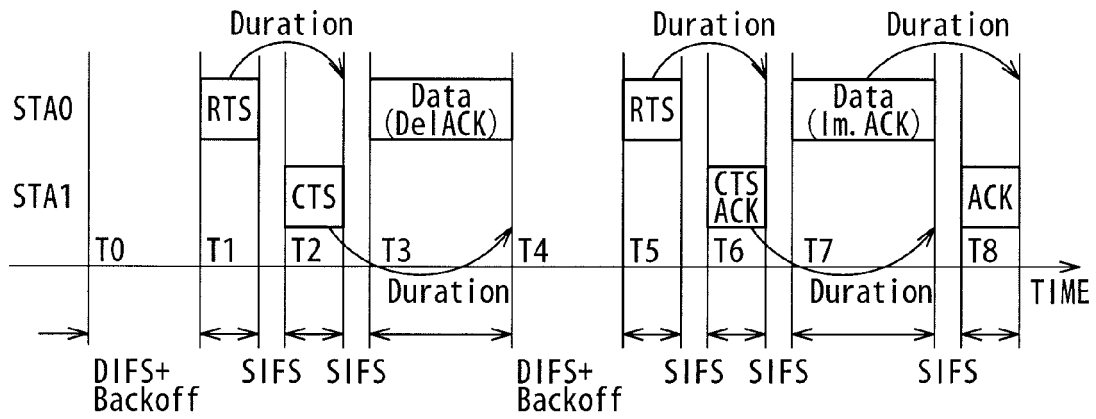 Duration
Duration
Duration
STA0
RTS
Data
(DelACK)
RTS
Data
(Im. ACK)
STA1
CTS
CTS
ACK
ACK
T0
T1
T2
T3
T4
T5
T6
T7
T8
Duration
Duration
TIME
DIFS+
Backoff
SIFS
SIFS
DIFS+
Backoff
SIFS
SIFS
SIFS